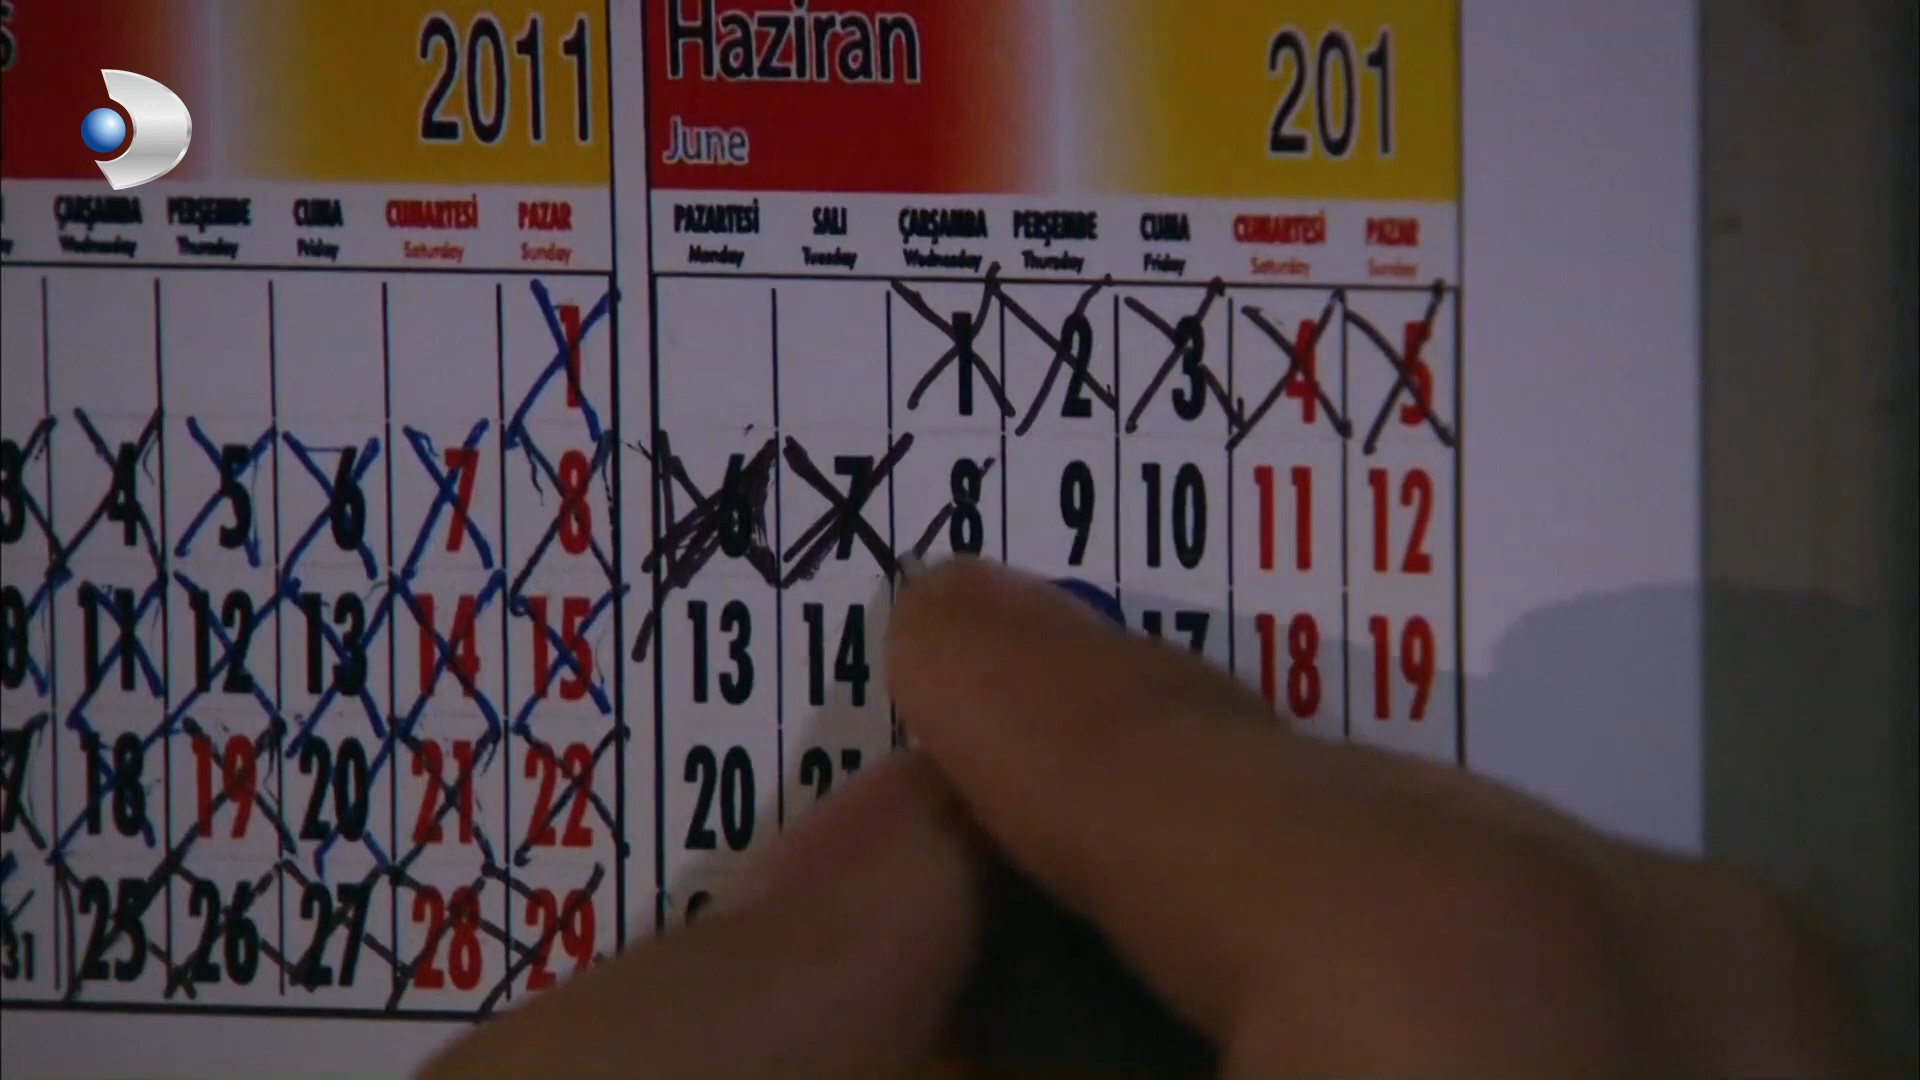 2011
ÇARŞAMBA PERŞEMBE CUMA CUMARTESİ PAZAR
Wednesday Thursday Friday Saturday Sunday
1
3 4 5 6 7 8
11 12 13 14 15
18 19 20 21 22
31 25 26 27 28 29
Haziran 201
June
PAZARTESİ SALI ÇARŞAMBA PERŞEMBE CUMA CUMARTESİ PAZAR
Monday Tuesday Wednesday Thursday Friday Saturday Sunday
1 2 3 4 5
6 7 8 9 10 11 12
13 14 17 18 19
20 21